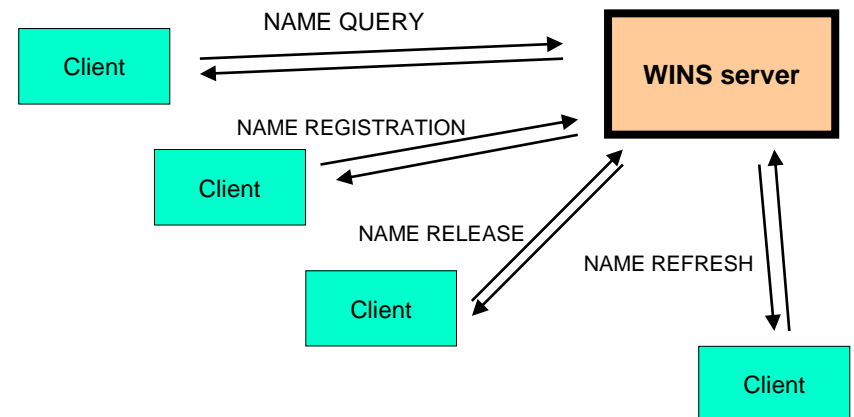 NAME QUERY
Client
WINS server
NAME REGISTRATION
Client
NAME RELEASE
NAME REFRESH
Client
Client